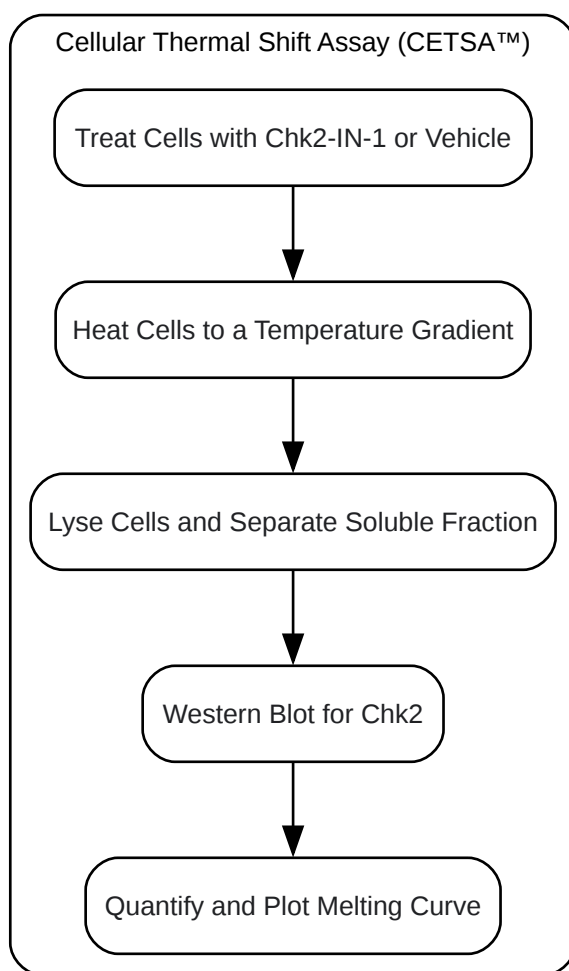 Cellular Thermal Shift Assay (CETSA™)
Treat Cells with Chk2-IN-1 or Vehicle
Heat Cells to a Temperature Gradient
Lyse Cells and Separate Soluble Fraction
Western Blot for Chk2
Quantify and Plot Melting Curve